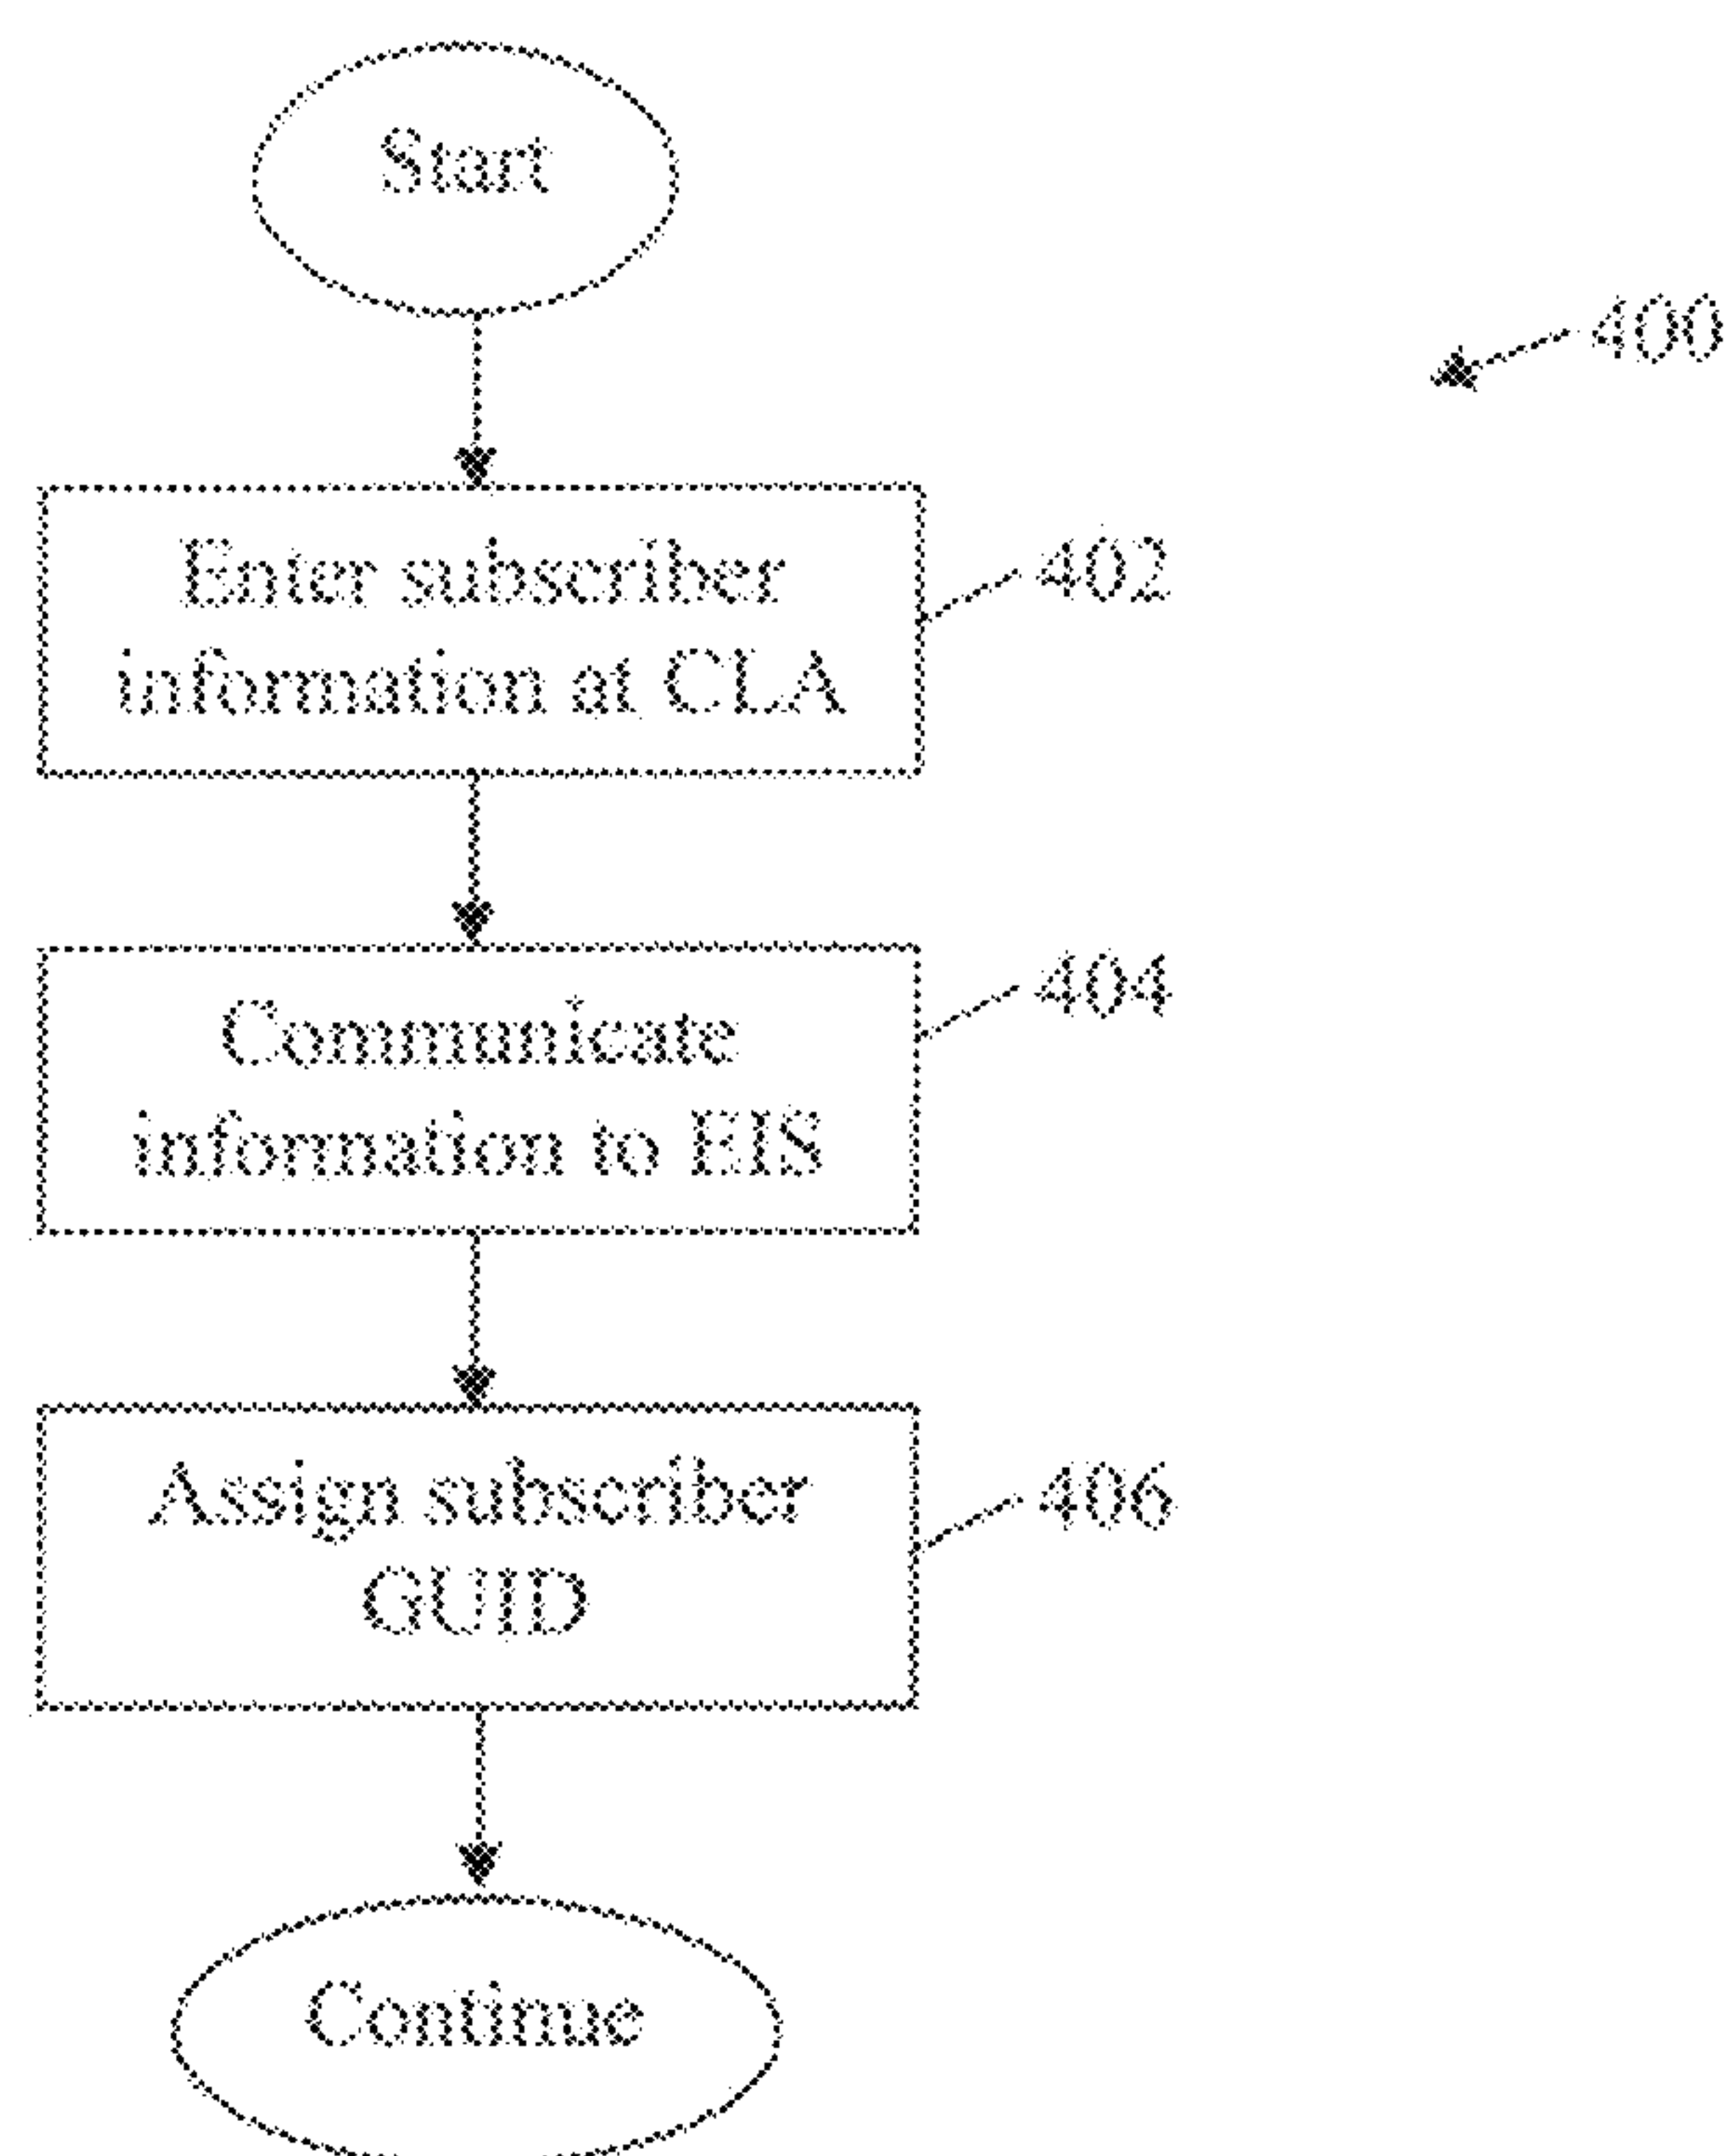 Start
400
Enter subscriber
information at CLA
402
Communicate
information to EIS
404
Assign subscriber
GUID
406
Continue